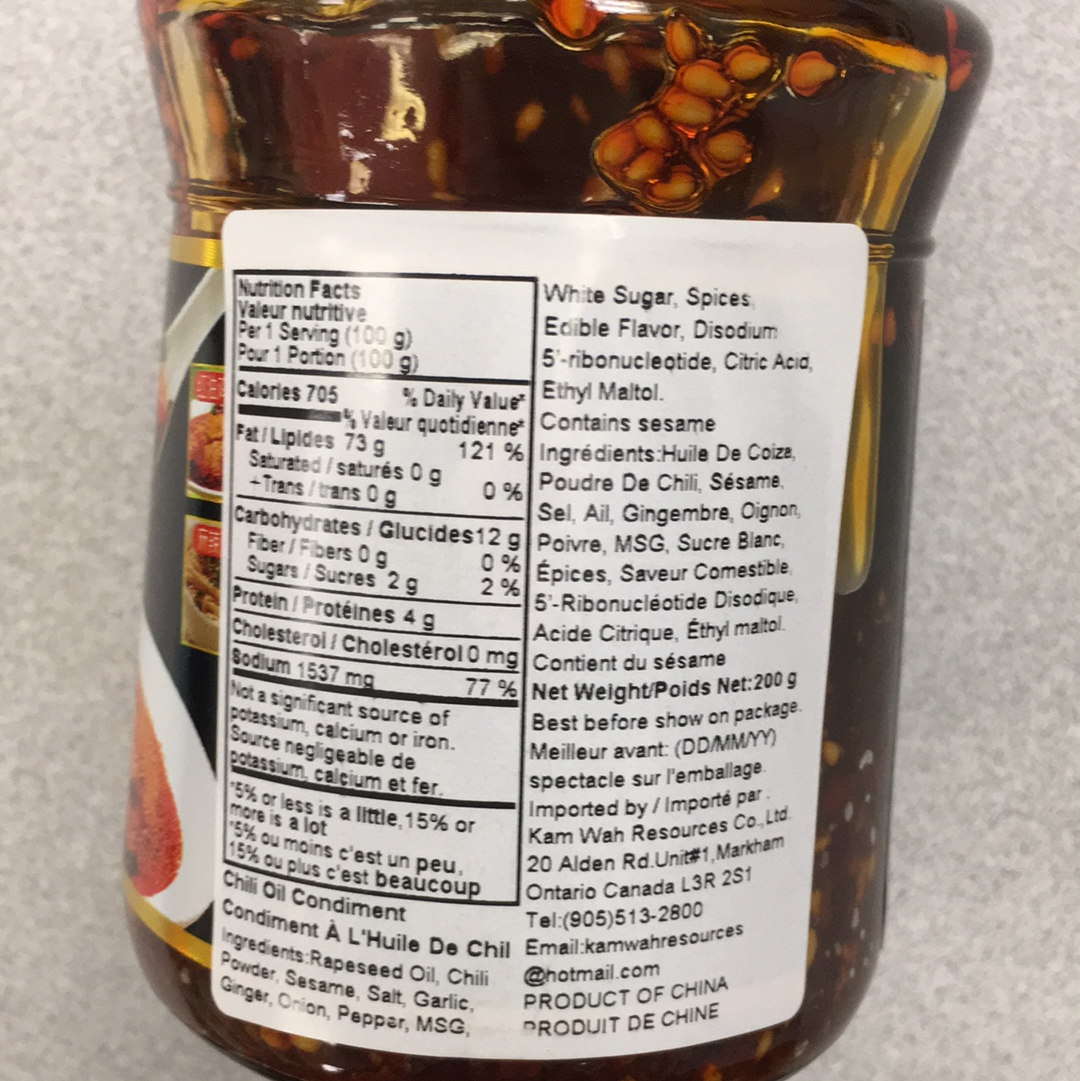 Nutrition Facts
Valeur nutritive
Per 1 Serving (100 g)
Pour 1 Portion (100 g)
Calories 705 % Daily Value*
% Valeur quotidienne*
Fat / Lipides 73 g 121 %
Saturated / saturés 0 g
+Trans / trans 0 g 0 %
Carbohydrates / Glucides 12 g
Fiber / Fibers 0 g 0 %
Sugars / Sucres 2 g 2 %
Protein / Protéines 4 g
Cholesterol / Cholestérol 0 mg
Sodium 1537 mg 77 %
Not a significant source of
potassium, calcium or iron.
Source negligeable de
potassium, calcium et fer.
*5% or less is a little, 15% or
more is a lot
*5% ou moins c'est un peu,
15% ou plus c'est beaucoup
Chili Oil Condiment
Condiment À L'Huile De Chil
Ingredients:Rapeseed Oil, Chili
Powder, Sesame, Salt, Garlic,
Ginger, Onion, Pepper, MSG,
White Sugar, Spices,
Edible Flavor, Disodium
5'-ribonucleotide, Citric Acid,
Ethyl Maltol.
Contains sesame
Ingrédients:Huile De Colza,
Poudre De Chili, Sésame,
Sel, Ail, Gingembre, Oignon,
Poivre, MSG, Sucre Blanc,
Épices, Saveur Comestible,
5'-Ribonucléotide Disodique,
Acide Citrique, Éthyl maltol.
Contient du sésame
Net Weight/Poids Net:200 g
Best before show on package.
Meilleur avant: (DD/MM/YY)
spectacle sur l'emballage.
Imported by / Importé par :
Kam Wah Resources Co., Ltd.
20 Alden Rd.Unit#1, Markham
Ontario Canada L3R 2S1
Tel:(905)513-2800
Email:kamwahresources
@hotmail.com
PRODUCT OF CHINA
PRODUIT DE CHINE